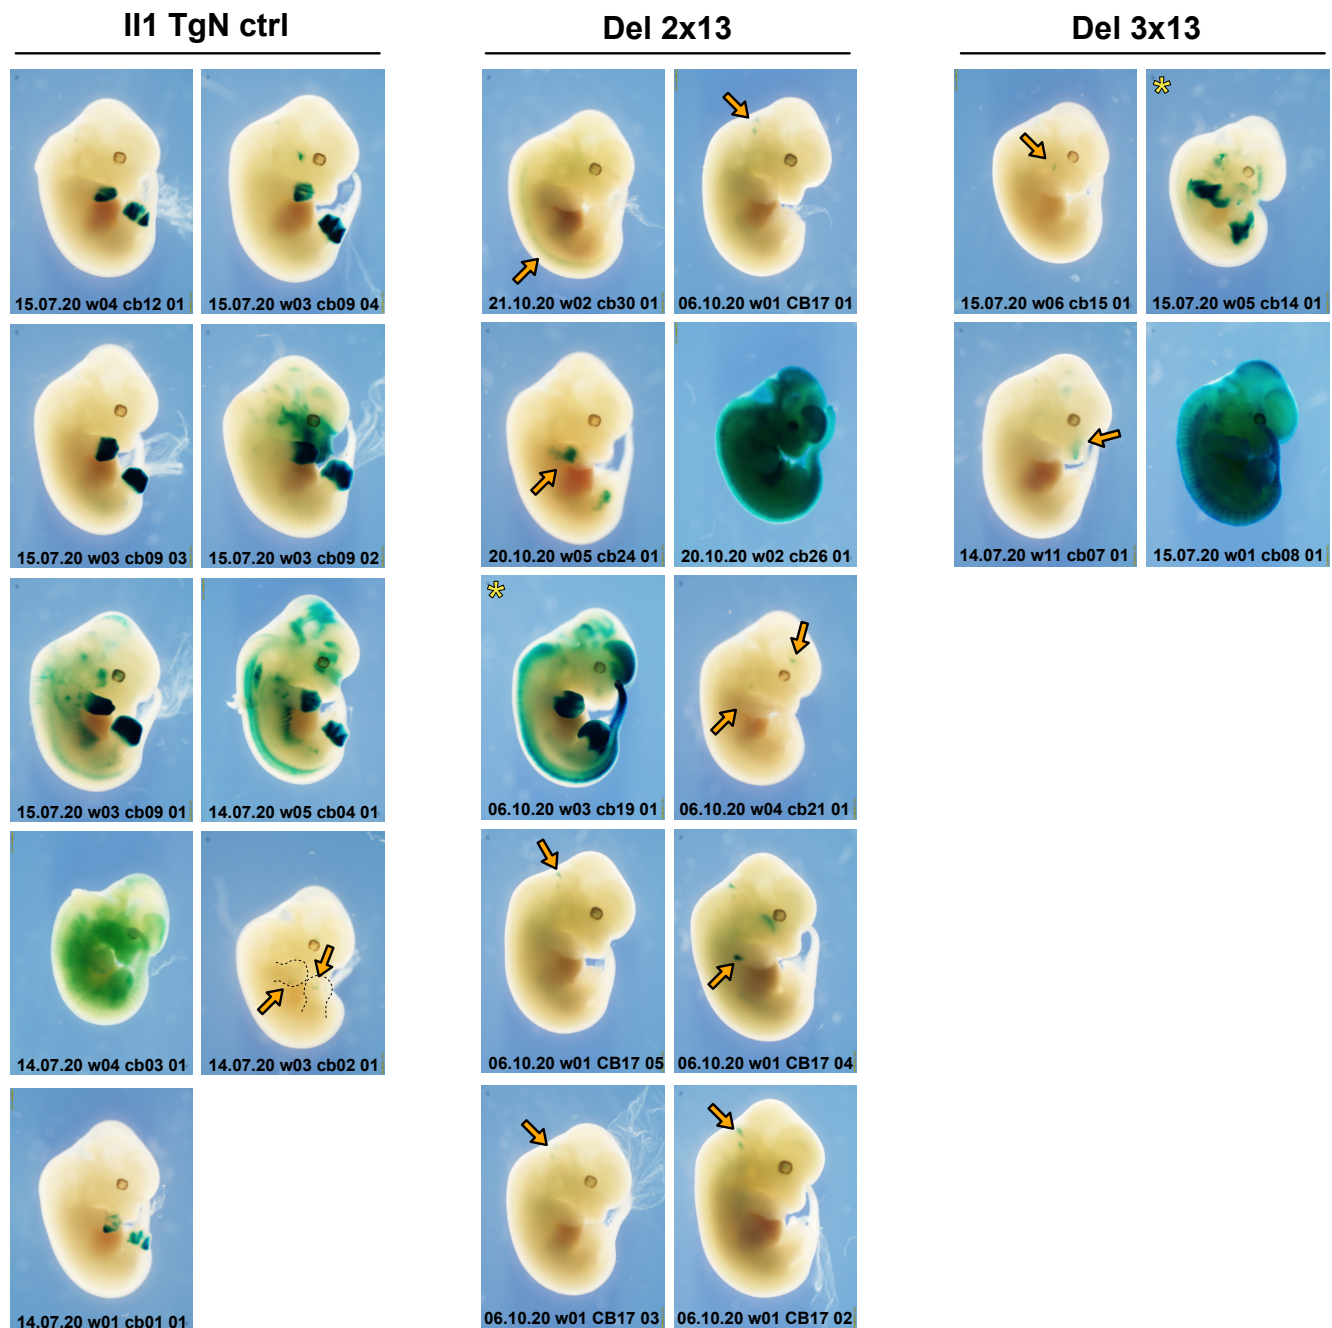 Il1 TgN ctrl
Del 2x13
Del 3x13
15.07.20 w04 cb12 01
15.07.20 w03 cb09 04
21.10.20 w02 cb30 01
06.10.20 w01 CB17 01
15.07.20 w06 cb15 01
*
15.07.20 w05 cb14 01
15.07.20 w03 cb09 03
15.07.20 w03 cb09 02
20.10.20 w05 cb24 01
20.10.20 w02 cb26 01
14.07.20 w11 cb07 01
15.07.20 w01 cb08 01
15.07.20 w03 cb09 01
14.07.20 w05 cb04 01
*
06.10.20 w03 cb19 01
06.10.20 w04 cb21 01
14.07.20 w04 cb03 01
14.07.20 w03 cb02 01
06.10.20 w01 CB17 05
06.10.20 w01 CB17 04
14.07.20 w01 cb01 01
06.10.20 w01 CB17 03
06.10.20 w01 CB17 02